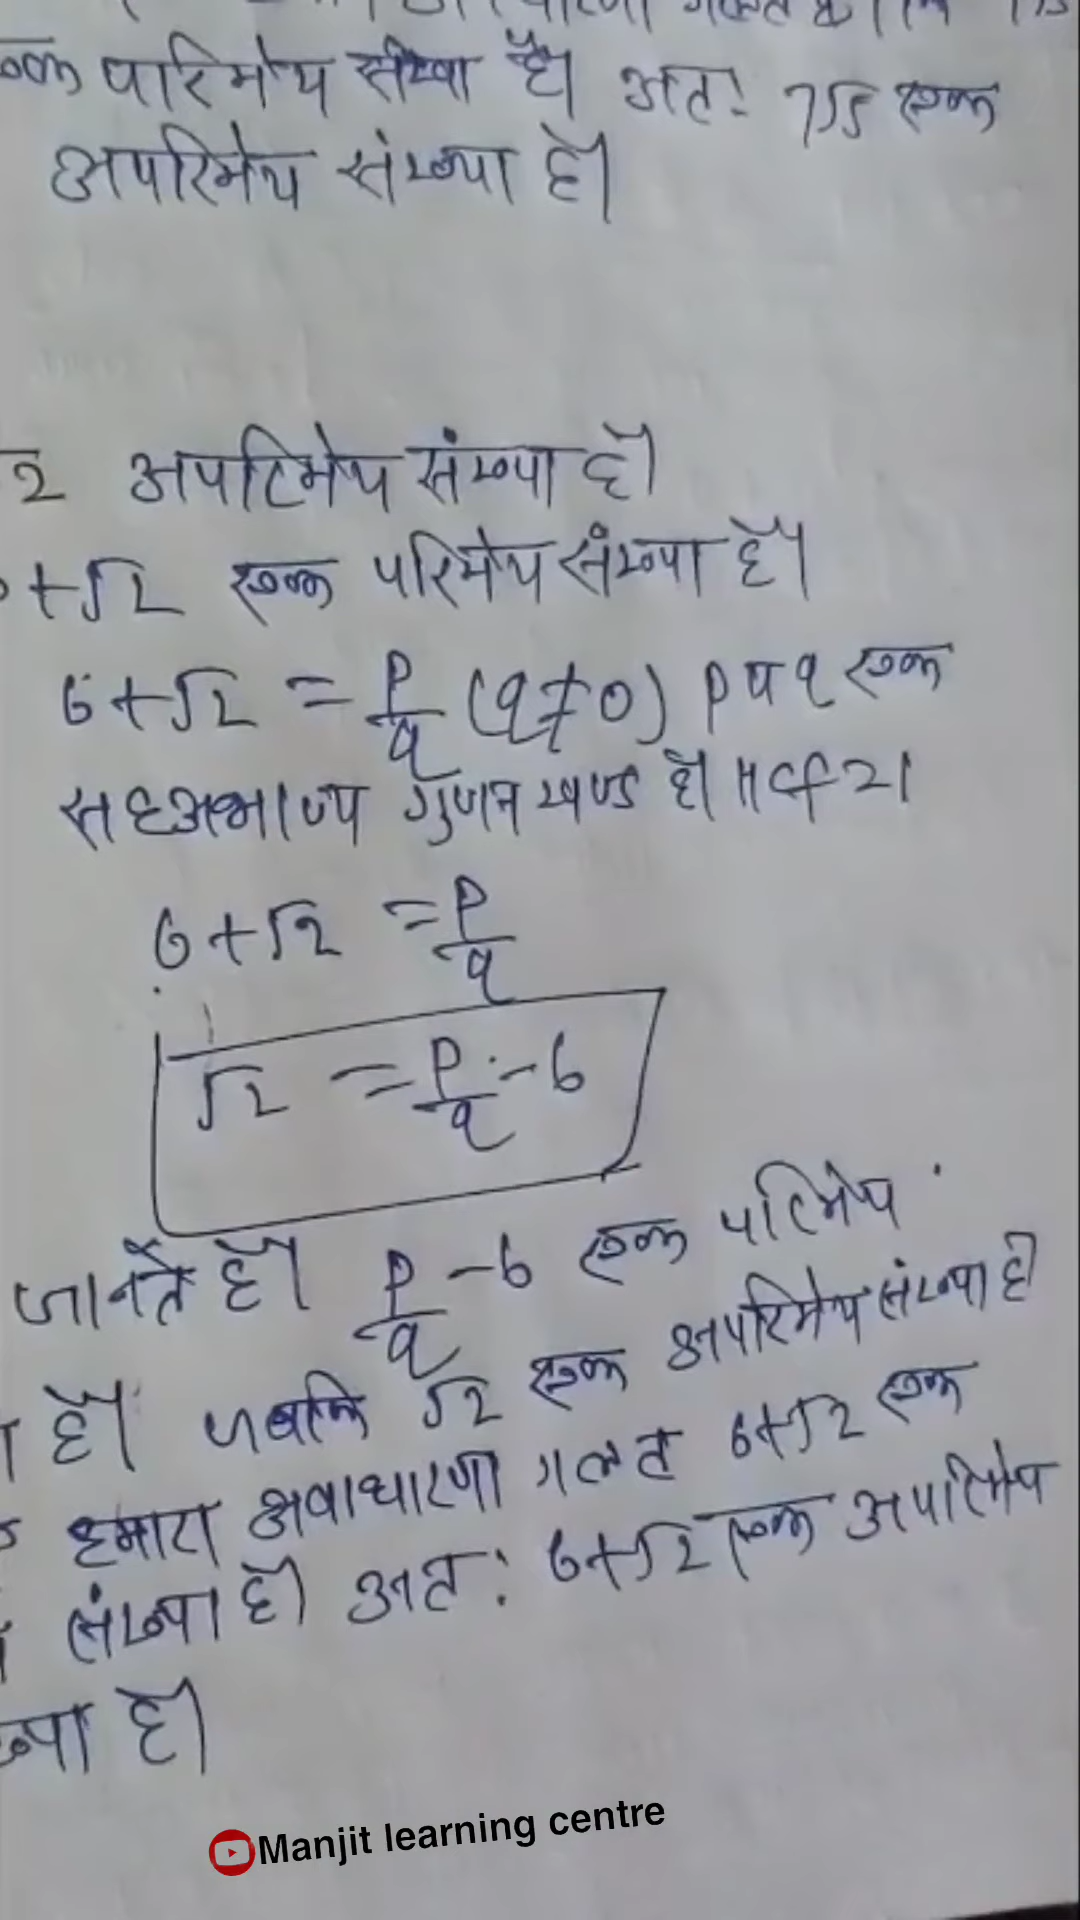 एक परिमेय संख्या है। अतः 7√5 एक
अपरिमेय संख्या है।
2 अपरिमेय संख्या है।
+√2 एक परिमेय संख्या है।
6+√2 = p/q (q≠0) p व q एक
सहअभाज्य गुणनखण्ड है। HCF 21
6+√2 = p/q
√2 = p/q - 6
जानते है। p/q - 6 एक परिमेय
है। जबकि √2 एक अपरिमेय संख्या है
हमारा अवाधारणा गलत 6+√2 एक
संख्या है। अतः 6+√2 एक अपरिमेय
ख्या है।
Manjit learning centre